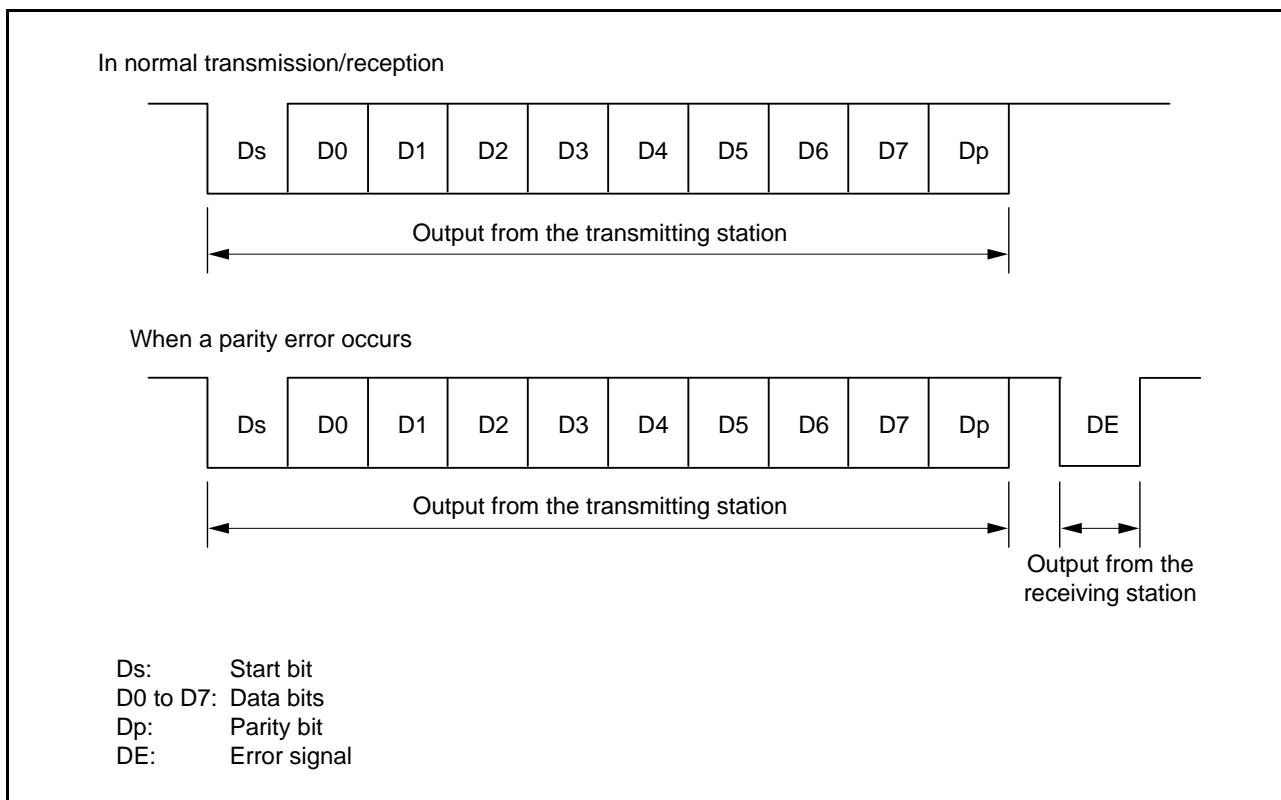 In normal transmission/reception
Ds D0 D1 D2 D3 D4 D5 D6 D7 Dp
Output from the transmitting station
When a parity error occurs
Ds D0 D1 D2 D3 D4 D5 D6 D7 Dp DE
Output from the transmitting station
Output from the
receiving station
Ds: Start bit
D0 to D7: Data bits
Dp: Parity bit
DE: Error signal